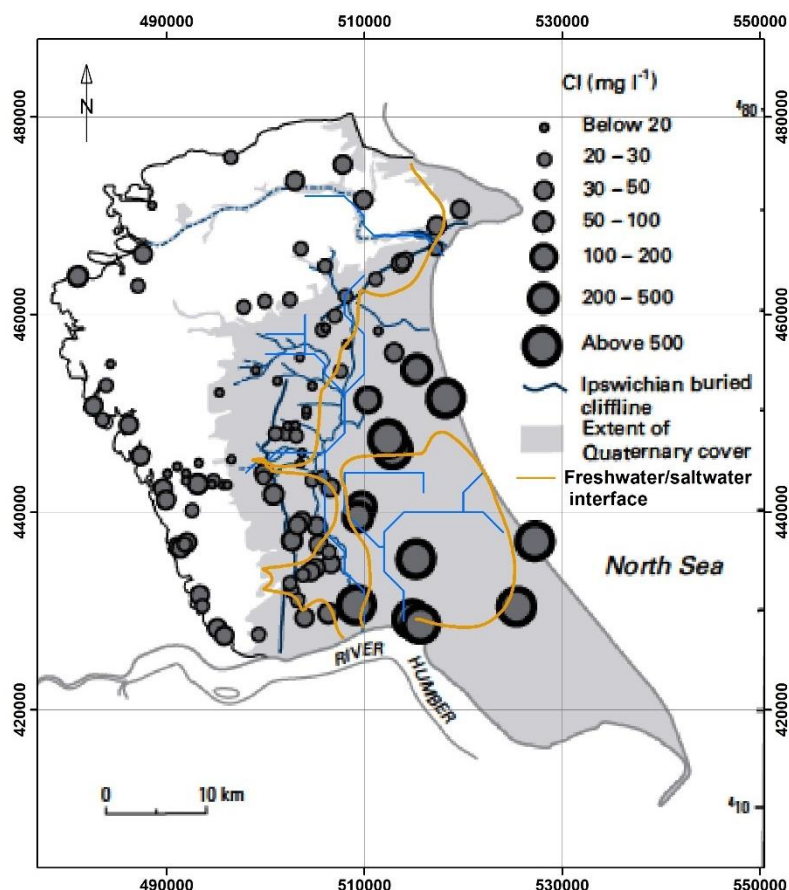 490000 510000 530000 550000
480000
460000
440000
420000
N
Cl (mg l⁻¹)
Below 20
20 – 30
30 – 50
50 – 100
100 – 200
200 – 500
Above 500
Ipswichian buried
cliffline
Extent of
Quaternary cover
Freshwater/saltwater
interface
⁴80
480000
460000
440000
North Sea
RIVER
HUMBER
420000
⁴10
0 10 km
490000 510000 530000 550000